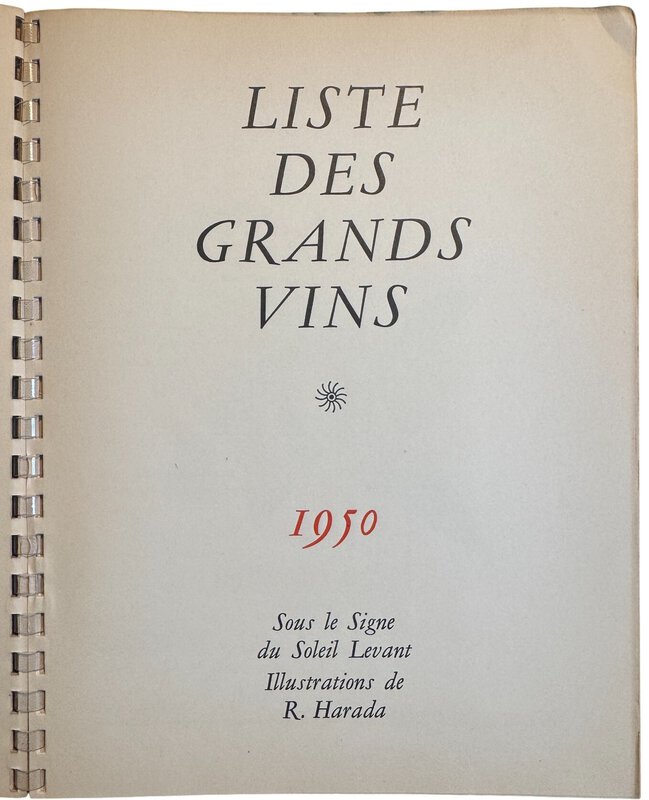 LISTE
DES
GRANDS
VINS
1950
Sous le Signe
du Soleil Levant
Illustrations de
R. Harada